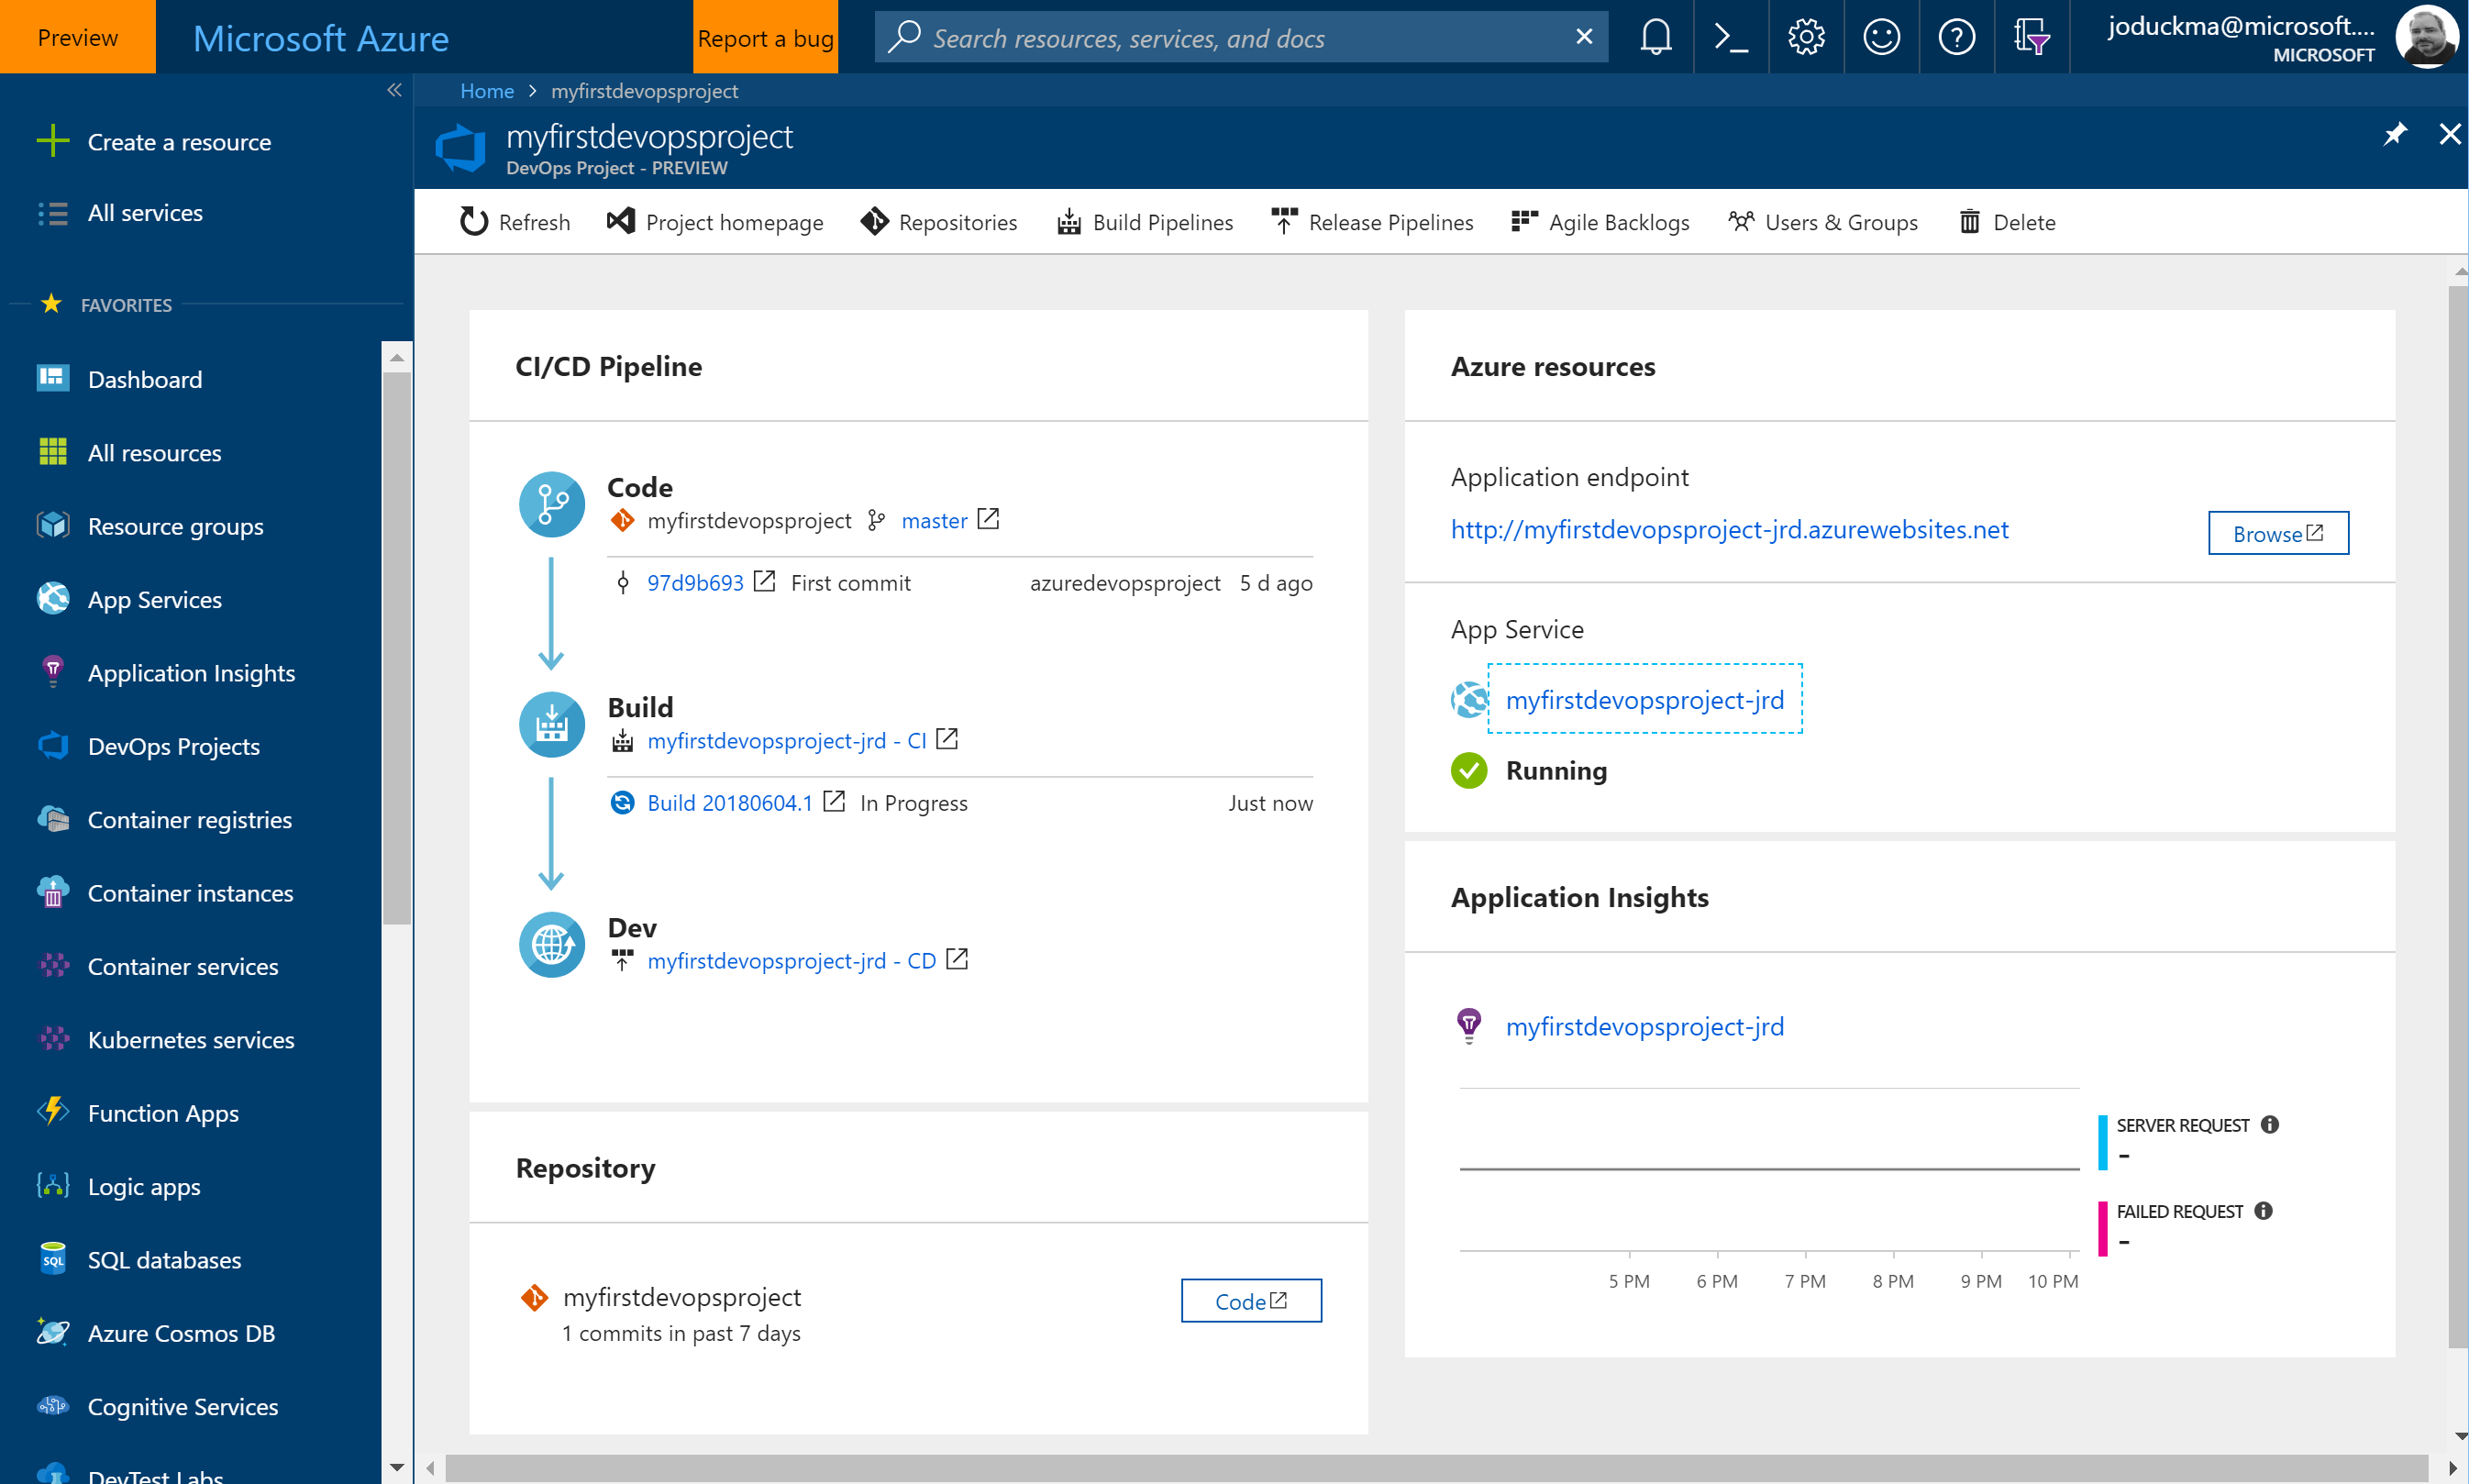 Preview
Microsoft Azure
Report a bug
Search resources, services, and docs
joduckma@microsoft....
MICROSOFT
Home > myfirstdevopsproject
myfirstdevopsproject
DevOps Project - PREVIEW
Refresh Project homepage Repositories Build Pipelines Release Pipelines Agile Backlogs Users & Groups Delete
Create a resource
All services
FAVORITES
Dashboard
All resources
Resource groups
App Services
Application Insights
DevOps Projects
Container registries
Container instances
Container services
Kubernetes services
Function Apps
Logic apps
SQL
SQL databases
Azure Cosmos DB
Cognitive Services
DevTest Labs
CI/CD Pipeline
Code
myfirstdevopsproject master
97d9b693 First commit azuredevopsproject 5 d ago
Build
myfirstdevopsproject-jrd - CI
Build 20180604.1 In Progress Just now
Dev
myfirstdevopsproject-jrd - CD
Repository
myfirstdevopsproject
1 commits in past 7 days
Code
Azure resources
Application endpoint
http://myfirstdevopsproject-jrd.azurewebsites.net
Browse
App Service
myfirstdevopsproject-jrd
Running
Application Insights
myfirstdevopsproject-jrd
SERVER REQUEST
-
FAILED REQUEST
-
5 PM 6 PM 7 PM 8 PM 9 PM 10 PM